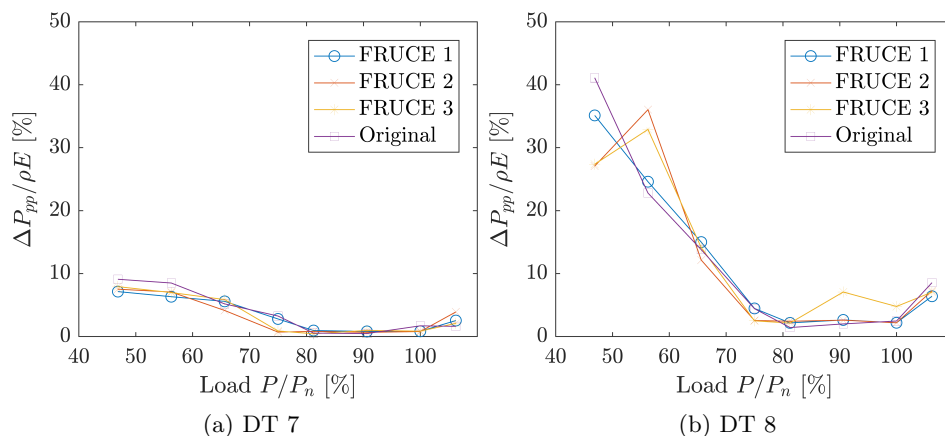 50
40
30
20
10
0
ΔP_pp/ρE [%]
40 50 60 70 80 90 100
Load P/P_n [%]
FRUCE 1
FRUCE 2
FRUCE 3
Original
(a) DT 7
50
40
30
20
10
0
ΔP_pp/ρE [%]
40 50 60 70 80 90 100
Load P/P_n [%]
FRUCE 1
FRUCE 2
FRUCE 3
Original
(b) DT 8